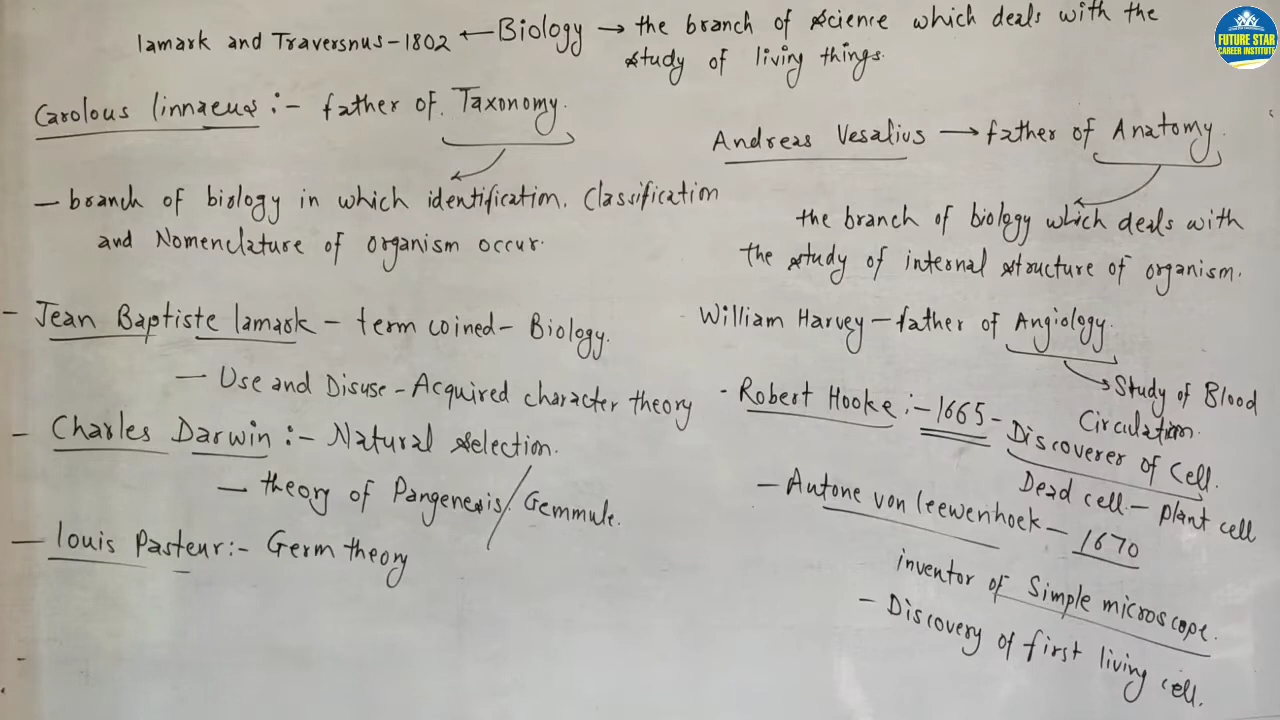 lamark and Traversnus-1802 ← Biology → the branch of science which deals with the
study of living things.
FUTURE STAR
CAREER INSTITUTE
Carolous linnaeus :- father of Taxonomy.
- branch of biology in which identification, Classification
and Nomenclature of organism occur.
- Jean Baptiste lamark - term coined - Biology.
- Use and Disuse - Acquired character theory
- Charles Darwin :- Natural selection.
- theory of Pangenesis/Gemmule.
- louis Pasteur:- Germ theory
Andreas Vesalius → father of Anatomy.
the branch of biology which deals with
the study of internal structure of organism.
William Harvey - father of Angiology.
→ Study of Blood
Circulation.
- Robert Hooke :- 1665 - Discoverer of Cell.
Dead cell - plant cell
- Autone von leewenhoek - 1670
inventor of Simple microscope.
- Discovery of first living cell.